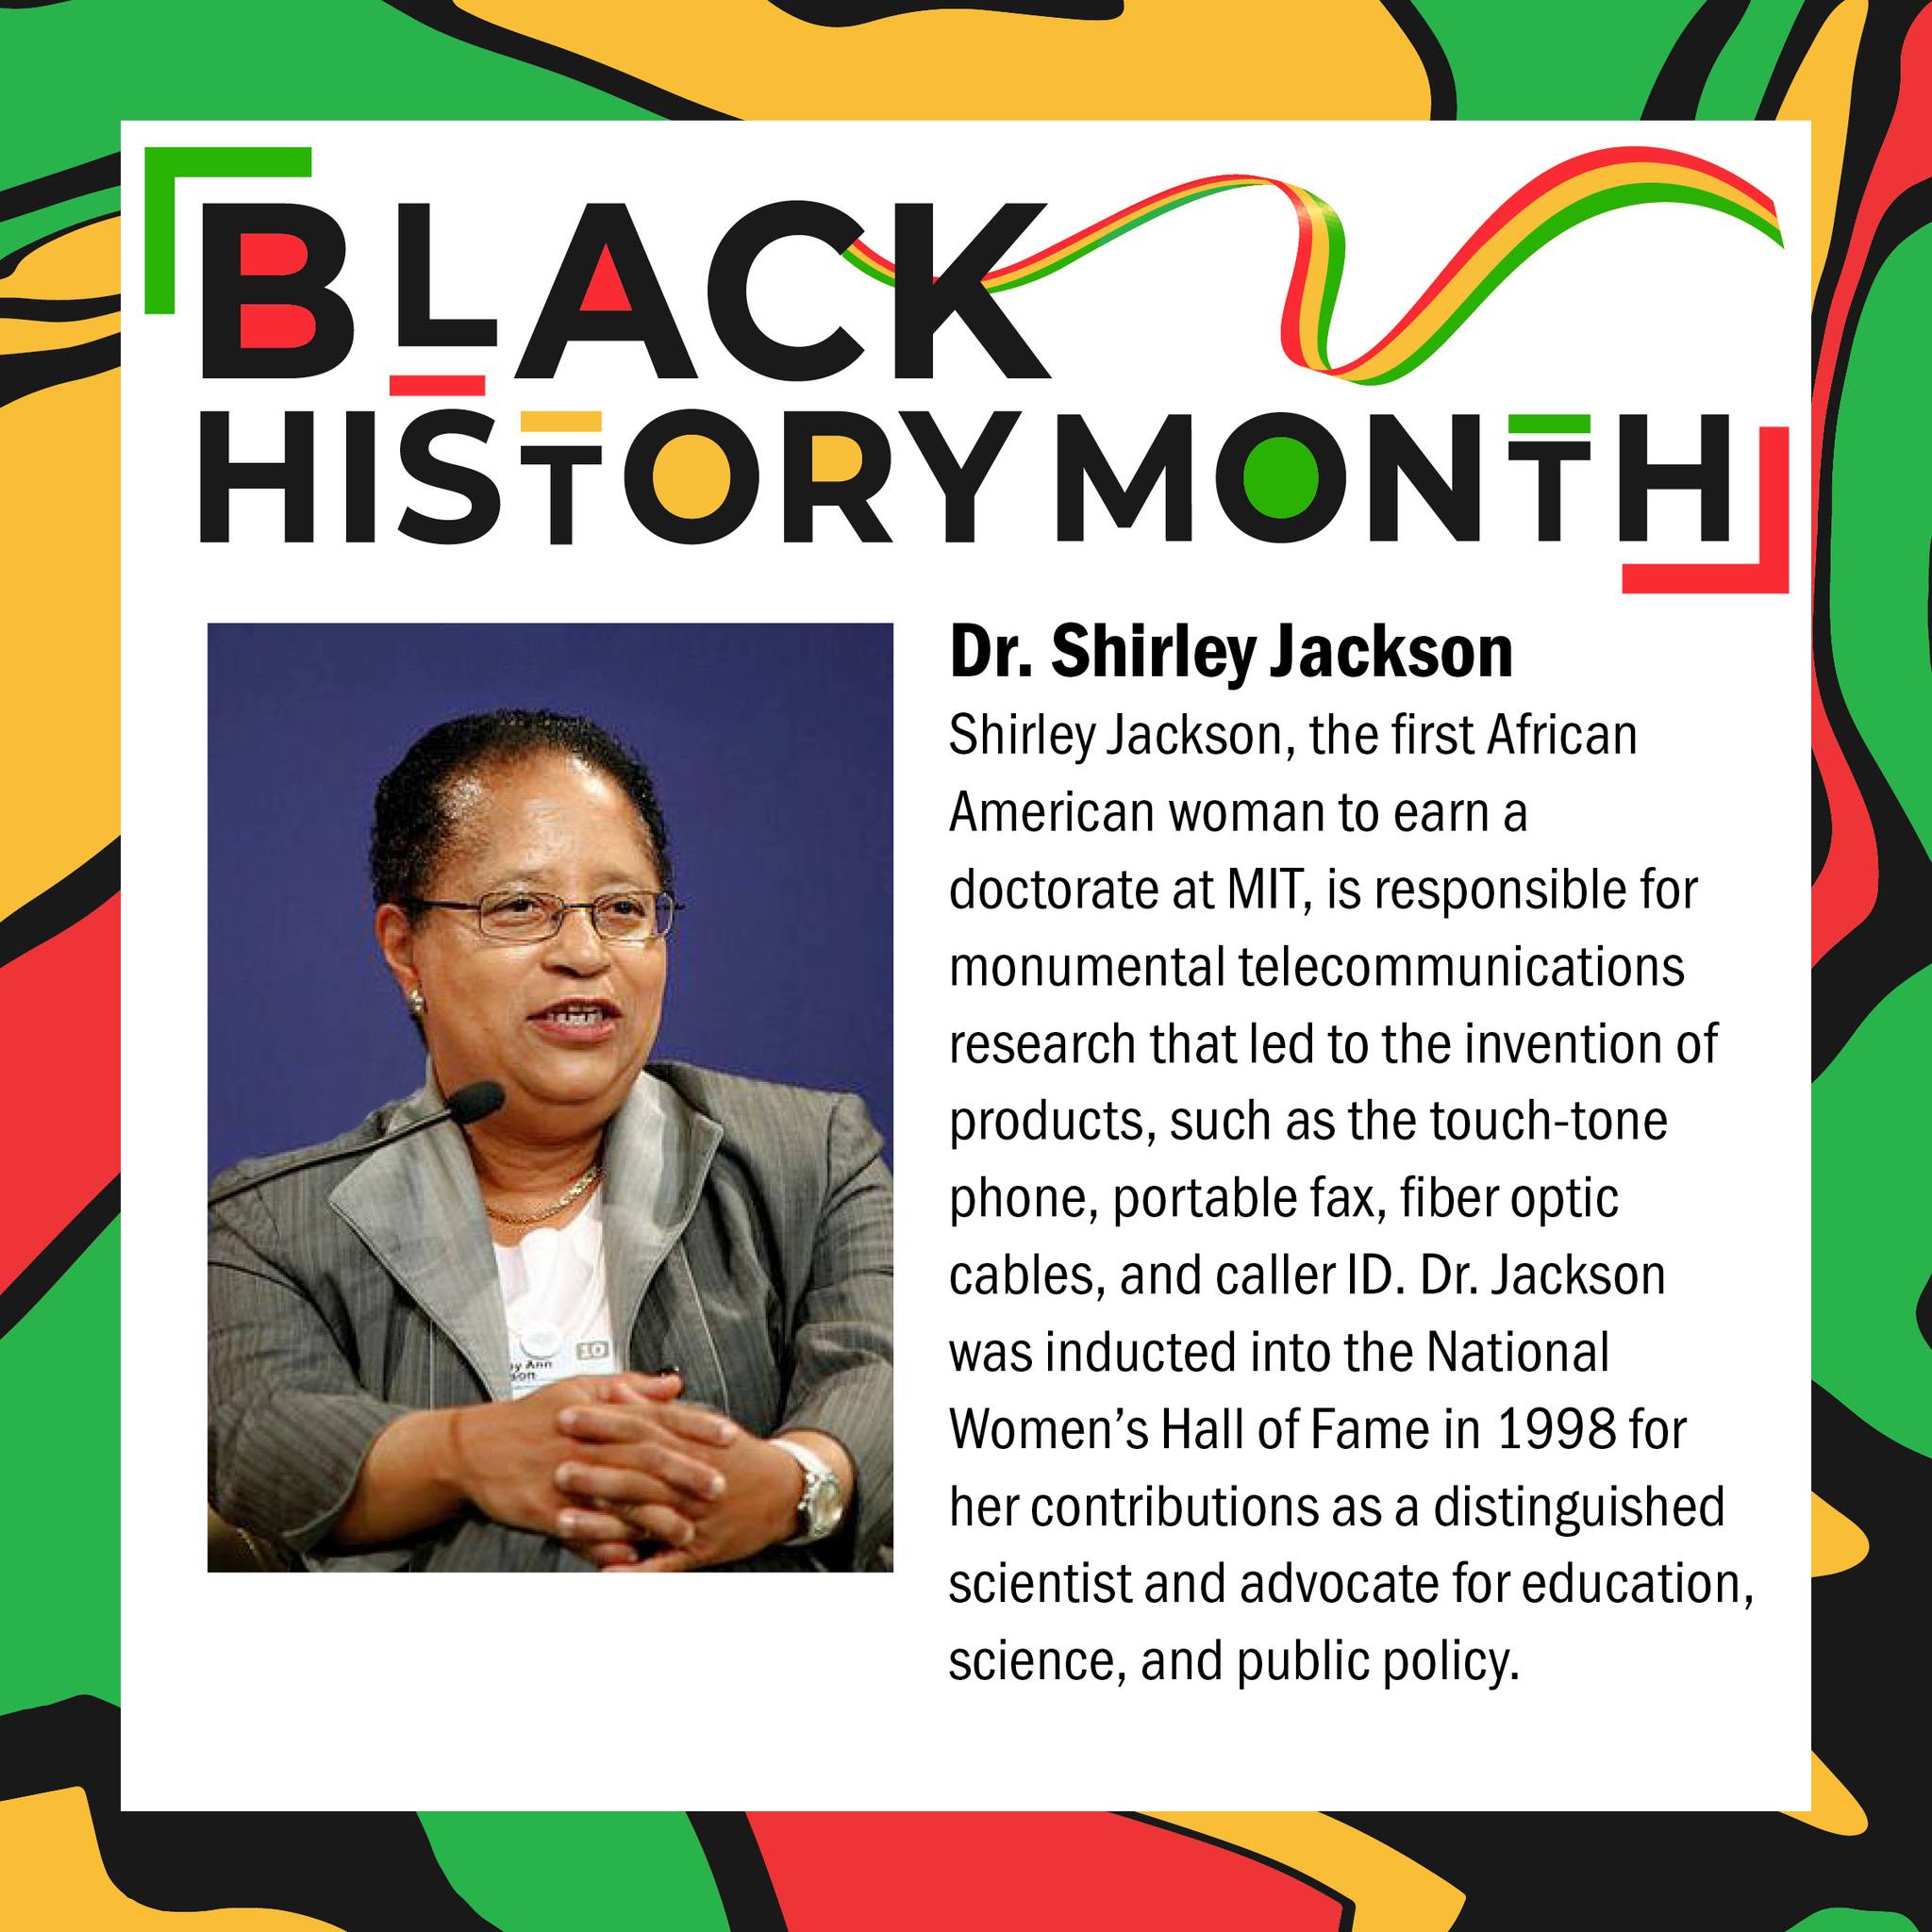 BLACK
HISTORY MONTH
Dr. Shirley Jackson
Shirley Jackson, the first African
American woman to earn a
doctorate at MIT, is responsible for
monumental telecommunications
research that led to the invention of
products, such as the touch-tone
phone, portable fax, fiber optic
cables, and caller ID. Dr. Jackson
was inducted into the National
Women’s Hall of Fame in 1998 for
her contributions as a distinguished
scientist and advocate for education,
science, and public policy.
10
y Ann
son